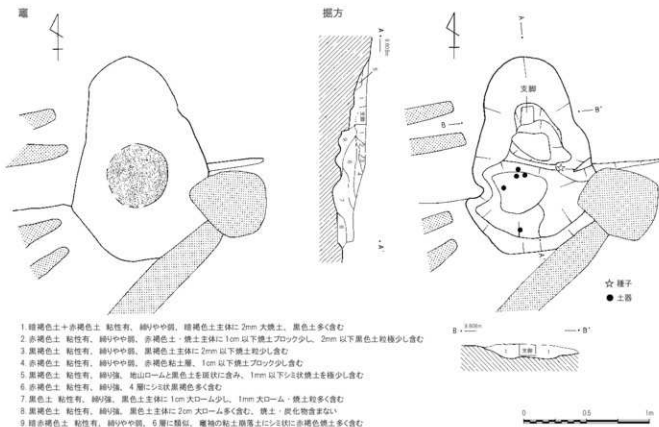 竈
掘方
A
A
9.808m
支脚
支脚
B
B'
A'
A'
☆ 種子
● 土器
1. 暗褐色土＋赤褐色土 粘性有、締りやや弱、暗褐色土主体に 2mm 大焼土、黒色土多く含む
2. 赤褐色土 粘性有、締りやや弱、赤褐色土・焼土主体に 1cm 以下焼土ブロック少し、2mm 以下黒色土粒極少し含む
3. 黒褐色土 粘性有、締りやや弱、黒褐色土主体に 2mm 以下焼土粒少し含む
4. 赤褐色土 粘性有、締りやや弱、赤褐色粘土層、1cm 以下焼土ブロック少し含む
5. 黒褐色土 粘性有、締り強、地山ロームと黒色土を斑状に含み、1mm 以下シミ状焼土を極少し含む
6. 赤褐色土 粘性有、締り強、4 層にシミ状黒褐色多く含む
7. 黒色土 粘性有、締り強、黒色土主体に 1cm 大ローム少し、1mm 大ローム・焼土粒多く含む
8. 黒褐色土 粘性有、締り強、黒色土主体に 2cm 大ローム多く含む、焼土・炭化物含まない
9. 暗赤褐色土 粘性有、締りやや弱、6 層に類似、竈袖の粘土崩落土にシミ状に赤褐色焼土多く含む
B
9.808m
B'
1
支脚
1
0
0.5
1m